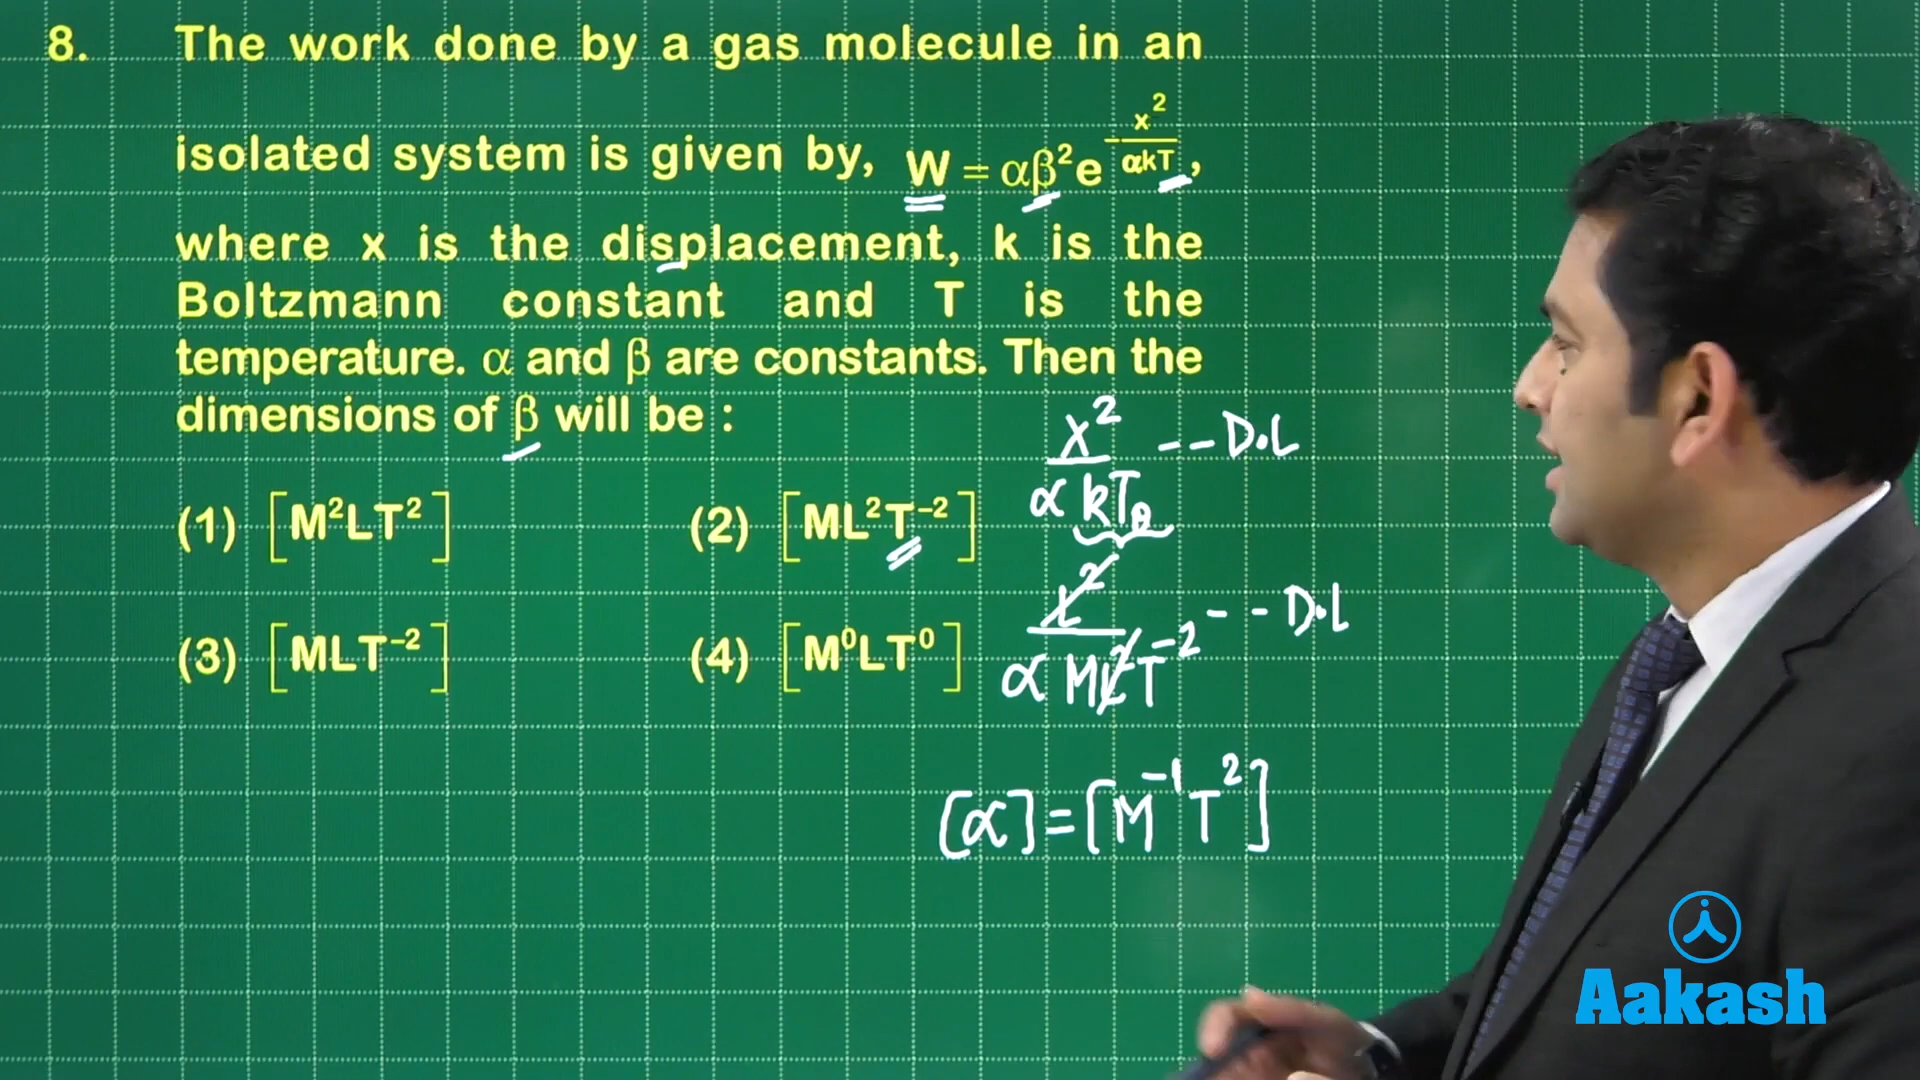 8. The work done by a gas molecule in an
isolated system is given by, W = αβ²e^(-x²/αkT),
where x is the displacement, k is the
Boltzmann constant and T is the
temperature. α and β are constants. Then the
dimensions of β will be :
(1) [M²LT²] (2) [ML²T⁻²]
(3) [MLT⁻²] (4) [M⁰LT⁰]
x²/αkTθ -- D.L
L²/αML²T⁻² -- D.L
[α] = [M⁻¹T²]
Aakash